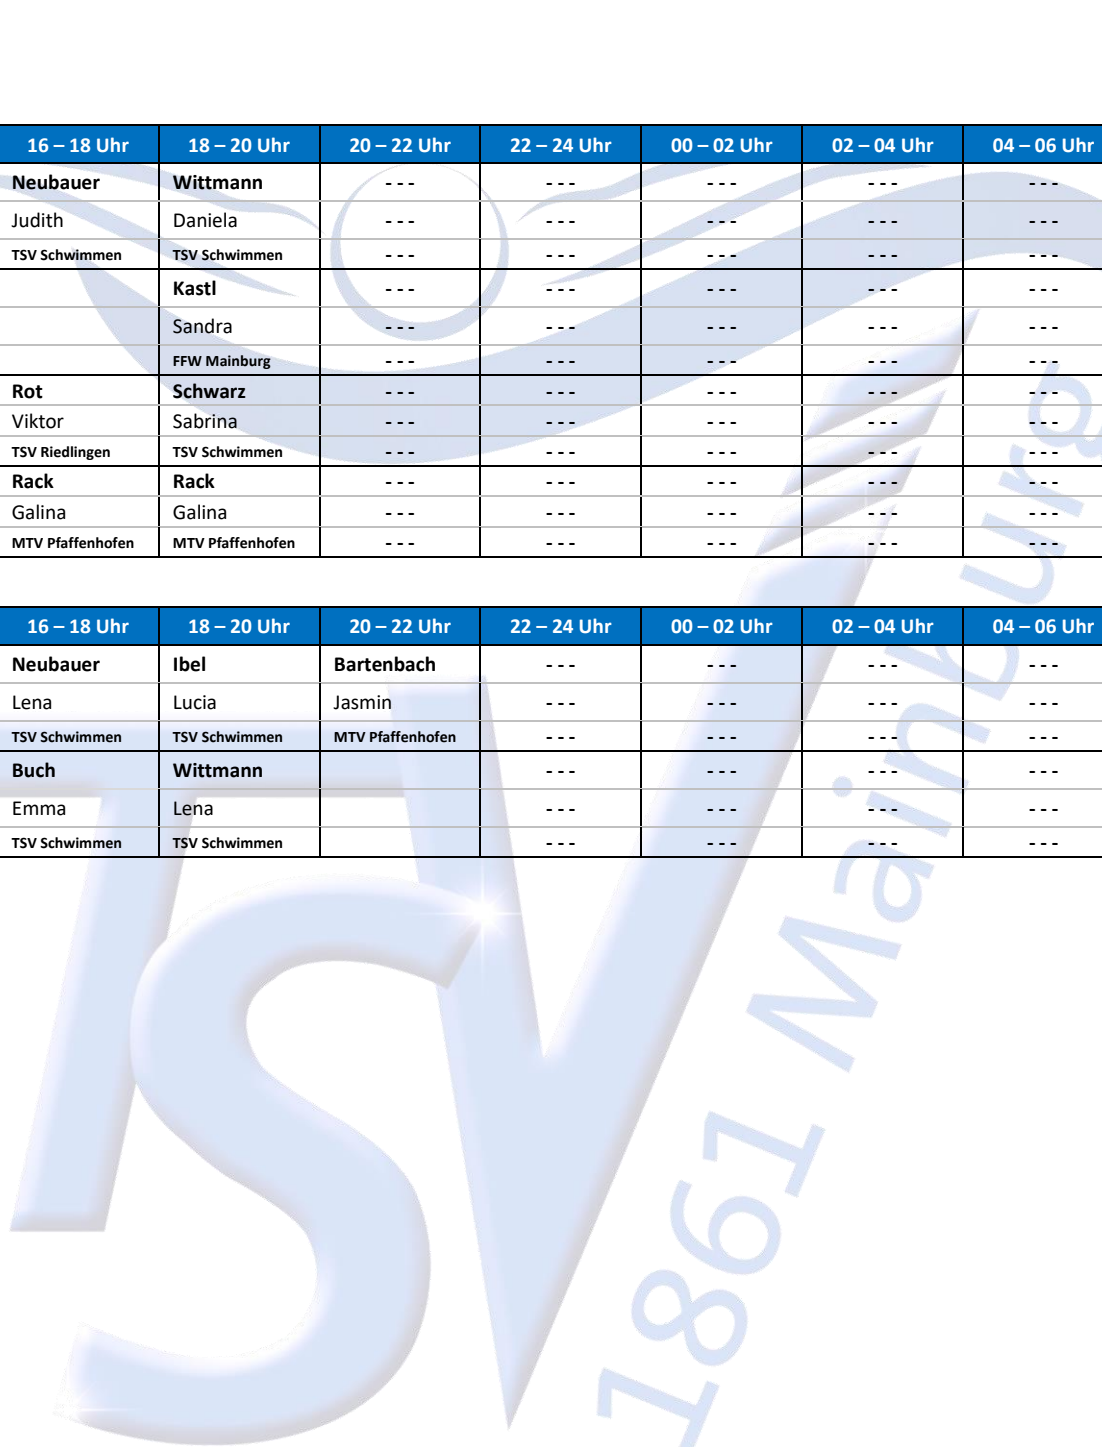 16 – 18 Uhr 18 – 20 Uhr 20 – 22 Uhr 22 – 24 Uhr 00 – 02 Uhr 02 – 04 Uhr 04 – 06 Uhr
Neubauer Wittmann - - - - - - - - - - - - - - -
Judith Daniela - - - - - - - - - - - - - - -
TSV Schwimmen TSV Schwimmen - - - - - - - - - - - - - - -
Kastl - - - - - - - - - - - - - - -
Sandra - - - - - - - - - - - - - - -
FFW Mainburg - - - - - - - - - - - - - - -
Rot Schwarz - - - - - - - - - - - - - - -
Viktor Sabrina - - - - - - - - - - - - - - -
TSV Riedlingen TSV Schwimmen - - - - - - - - - - - - - - -
Rack Rack - - - - - - - - - - - - - - -
Galina Galina - - - - - - - - - - - - - - -
MTV Pfaffenhofen MTV Pfaffenhofen - - - - - - - - - - - - - - -
16 – 18 Uhr 18 – 20 Uhr 20 – 22 Uhr 22 – 24 Uhr 00 – 02 Uhr 02 – 04 Uhr 04 – 06 Uhr
Neubauer Ibel Bartenbach - - - - - - - - - - - -
Lena Lucia Jasmin - - - - - - - - - - - -
TSV Schwimmen TSV Schwimmen MTV Pfaffenhofen - - - - - - - - - - - -
Buch Wittmann - - - - - - - - - - - -
Emma Lena - - - - - - - - - - - -
TSV Schwimmen TSV Schwimmen - - - - - - - - - - - -
TSV
1861 Mainburg